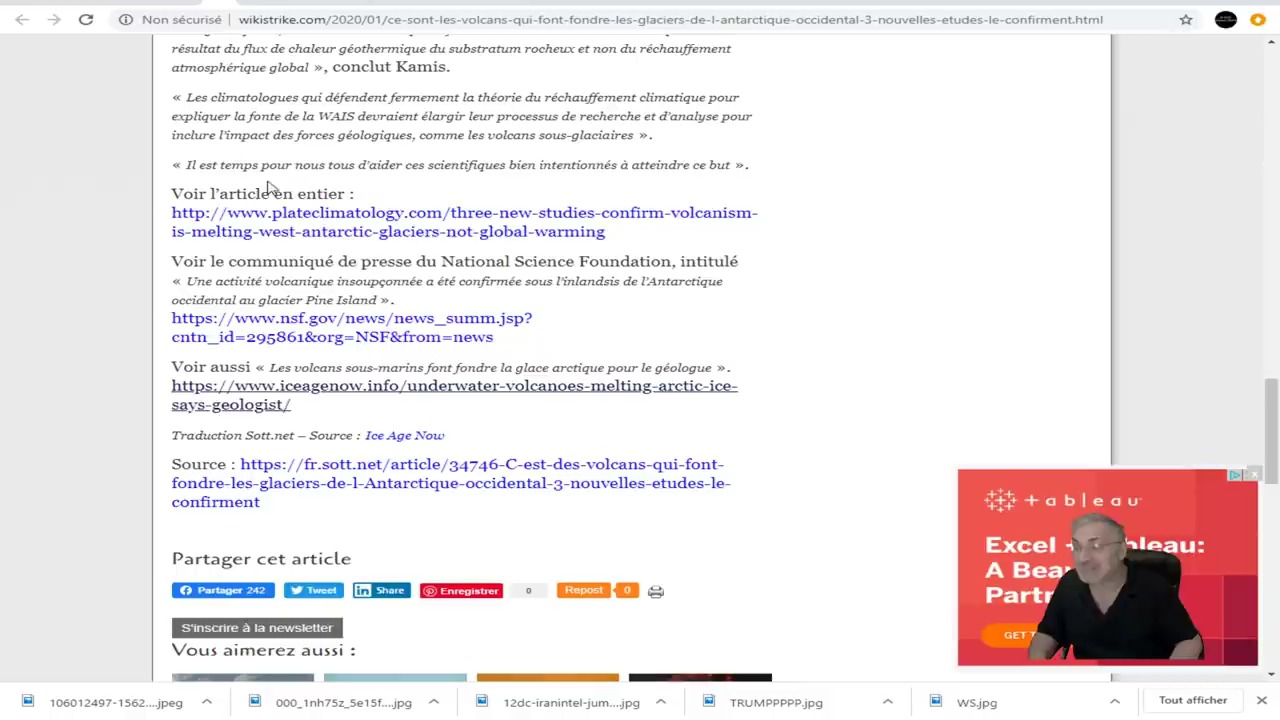 Non sécurisé
wikistrike.com/2020/01/ce-sont-les-volcans-qui-font-fondre-les-glaciers-de-l-antarctique-occidental-3-nouvelles-etudes-le-confirment.html
résultat du flux de chaleur géothermique du substratum rocheux et non du réchauffement
atmosphérique global », conclut Kamis.
« Les climatologues qui défendent fermement la théorie du réchauffement climatique pour
expliquer la fonte de la WAIS devraient élargir leur processus de recherche et d'analyse pour
inclure l'impact des forces géologiques, comme les volcans sous-glaciaires ».
« Il est temps pour nous tous d'aider ces scientifiques bien intentionnés à atteindre ce but ».
Voir l'article en entier :
http://www.plateclimatology.com/three-new-studies-confirm-volcanism-
is-melting-west-antarctic-glaciers-not-global-warming
Voir le communiqué de presse du National Science Foundation, intitulé
« Une activité volcanique insoupçonnée a été confirmée sous l'inlandsis de l'Antarctique
occidental au glacier Pine Island ».
https://www.nsf.gov/news/news_summ.jsp?
cntn_id=295861&org=NSF&from=news
Voir aussi « Les volcans sous-marins font fondre la glace arctique pour le géologue ».
https://www.iceagenow.info/underwater-volcanoes-melting-arctic-ice-
says-geologist/
Traduction Sott.net – Source : Ice Age Now
Source : https://fr.sott.net/article/34746-C-est-des-volcans-qui-font-
fondre-les-glaciers-de-l-Antarctique-occidental-3-nouvelles-etudes-le-
confirment
+ableau
Excel +
bleau:
A Bea
Partn
GET T
Partager cet article
Partager 242
Tweet
Share
Enregistrer
0
Repost
0
S'inscrire à la newsletter
Vous aimerez aussi :
106012497-1562....jpeg
000_1nh75z_5e15f....jpg
12dc-iranintel-jum....jpg
TRUMPPPPP.jpg
WS.jpg
Tout afficher